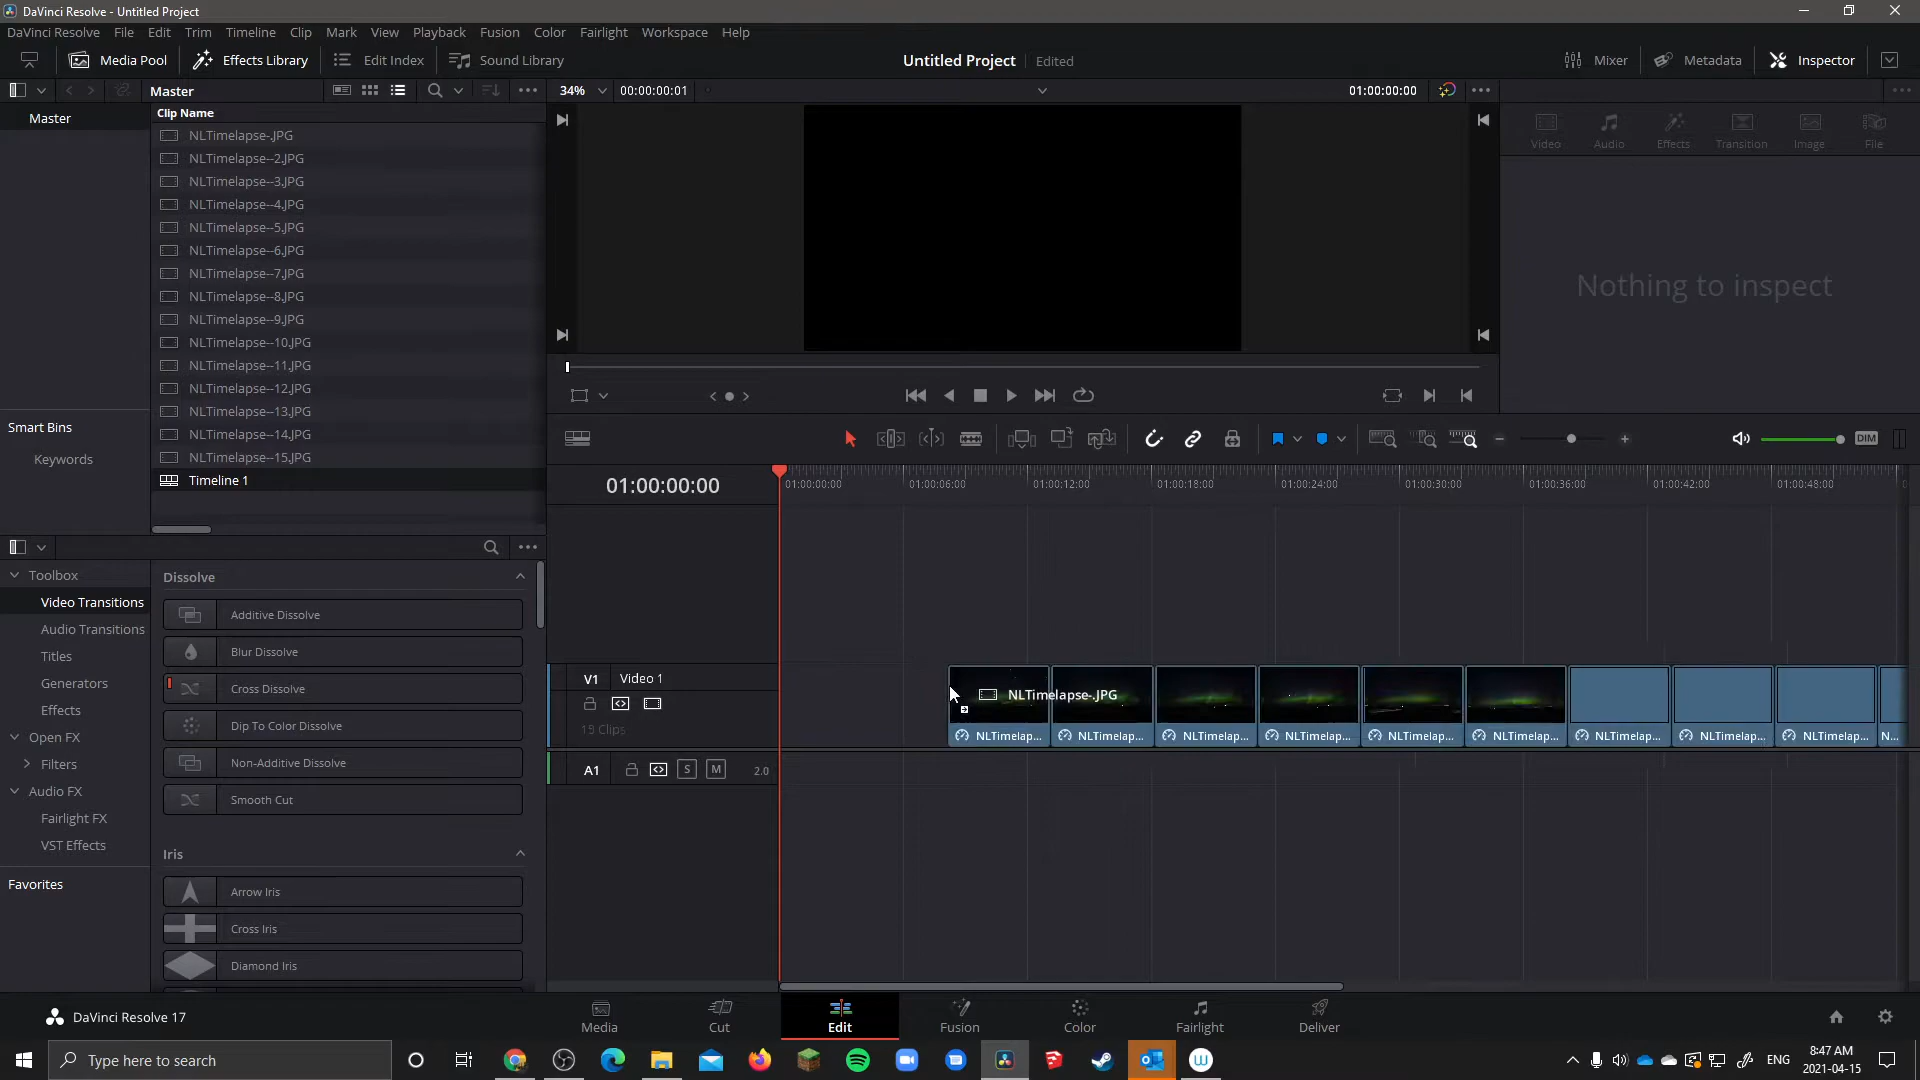 DaVinci Resolve - Untitled Project
DaVinci Resolve File Edit Trim Timeline Clip Mark View Playback Fusion Color Fairlight Workspace Help
Media Pool Effects Library Edit Index Sound Library Untitled Project Edited Mixer Metadata Inspector
Master 34% 00:00:00:01 01:00:00:00
Master
Clip Name
NLTimelapse-.JPG
NLTimelapse--2.JPG
NLTimelapse--3.JPG
NLTimelapse--4.JPG
NLTimelapse--5.JPG
NLTimelapse--6.JPG
NLTimelapse--7.JPG
NLTimelapse--8.JPG
NLTimelapse--9.JPG
NLTimelapse--10.JPG
NLTimelapse--11.JPG
NLTimelapse--12.JPG
NLTimelapse--13.JPG
NLTimelapse--14.JPG
NLTimelapse--15.JPG
Timeline 1
Smart Bins
Keywords
Video Audio Effects Transition Image File
Nothing to inspect
DIM
01:00:00:00
01:00:00:00 01:00:06:00 01:00:12:00 01:00:18:00 01:00:24:00 01:00:30:00 01:00:36:00 01:00:42:00 01:00:48:00
V1 Video 1
15 Clips
NLTimelapse-.JPG
NLTimelap... NLTimelap... NLTimelap... NLTimelap... NLTimelap... NLTimelap... NLTimelap... NLTimelap... NLTimelap... N...
A1 S M 2.0
Toolbox
Video Transitions
Audio Transitions
Titles
Generators
Effects
Open FX
Filters
Audio FX
Fairlight FX
VST Effects
Favorites
Dissolve
Additive Dissolve
Blur Dissolve
Cross Dissolve
Dip To Color Dissolve
Non-Additive Dissolve
Smooth Cut
Iris
Arrow Iris
Cross Iris
Diamond Iris
DaVinci Resolve 17
Media Cut Edit Fusion Color Fairlight Deliver
Type here to search
ENG
8:47 AM
2021-04-15